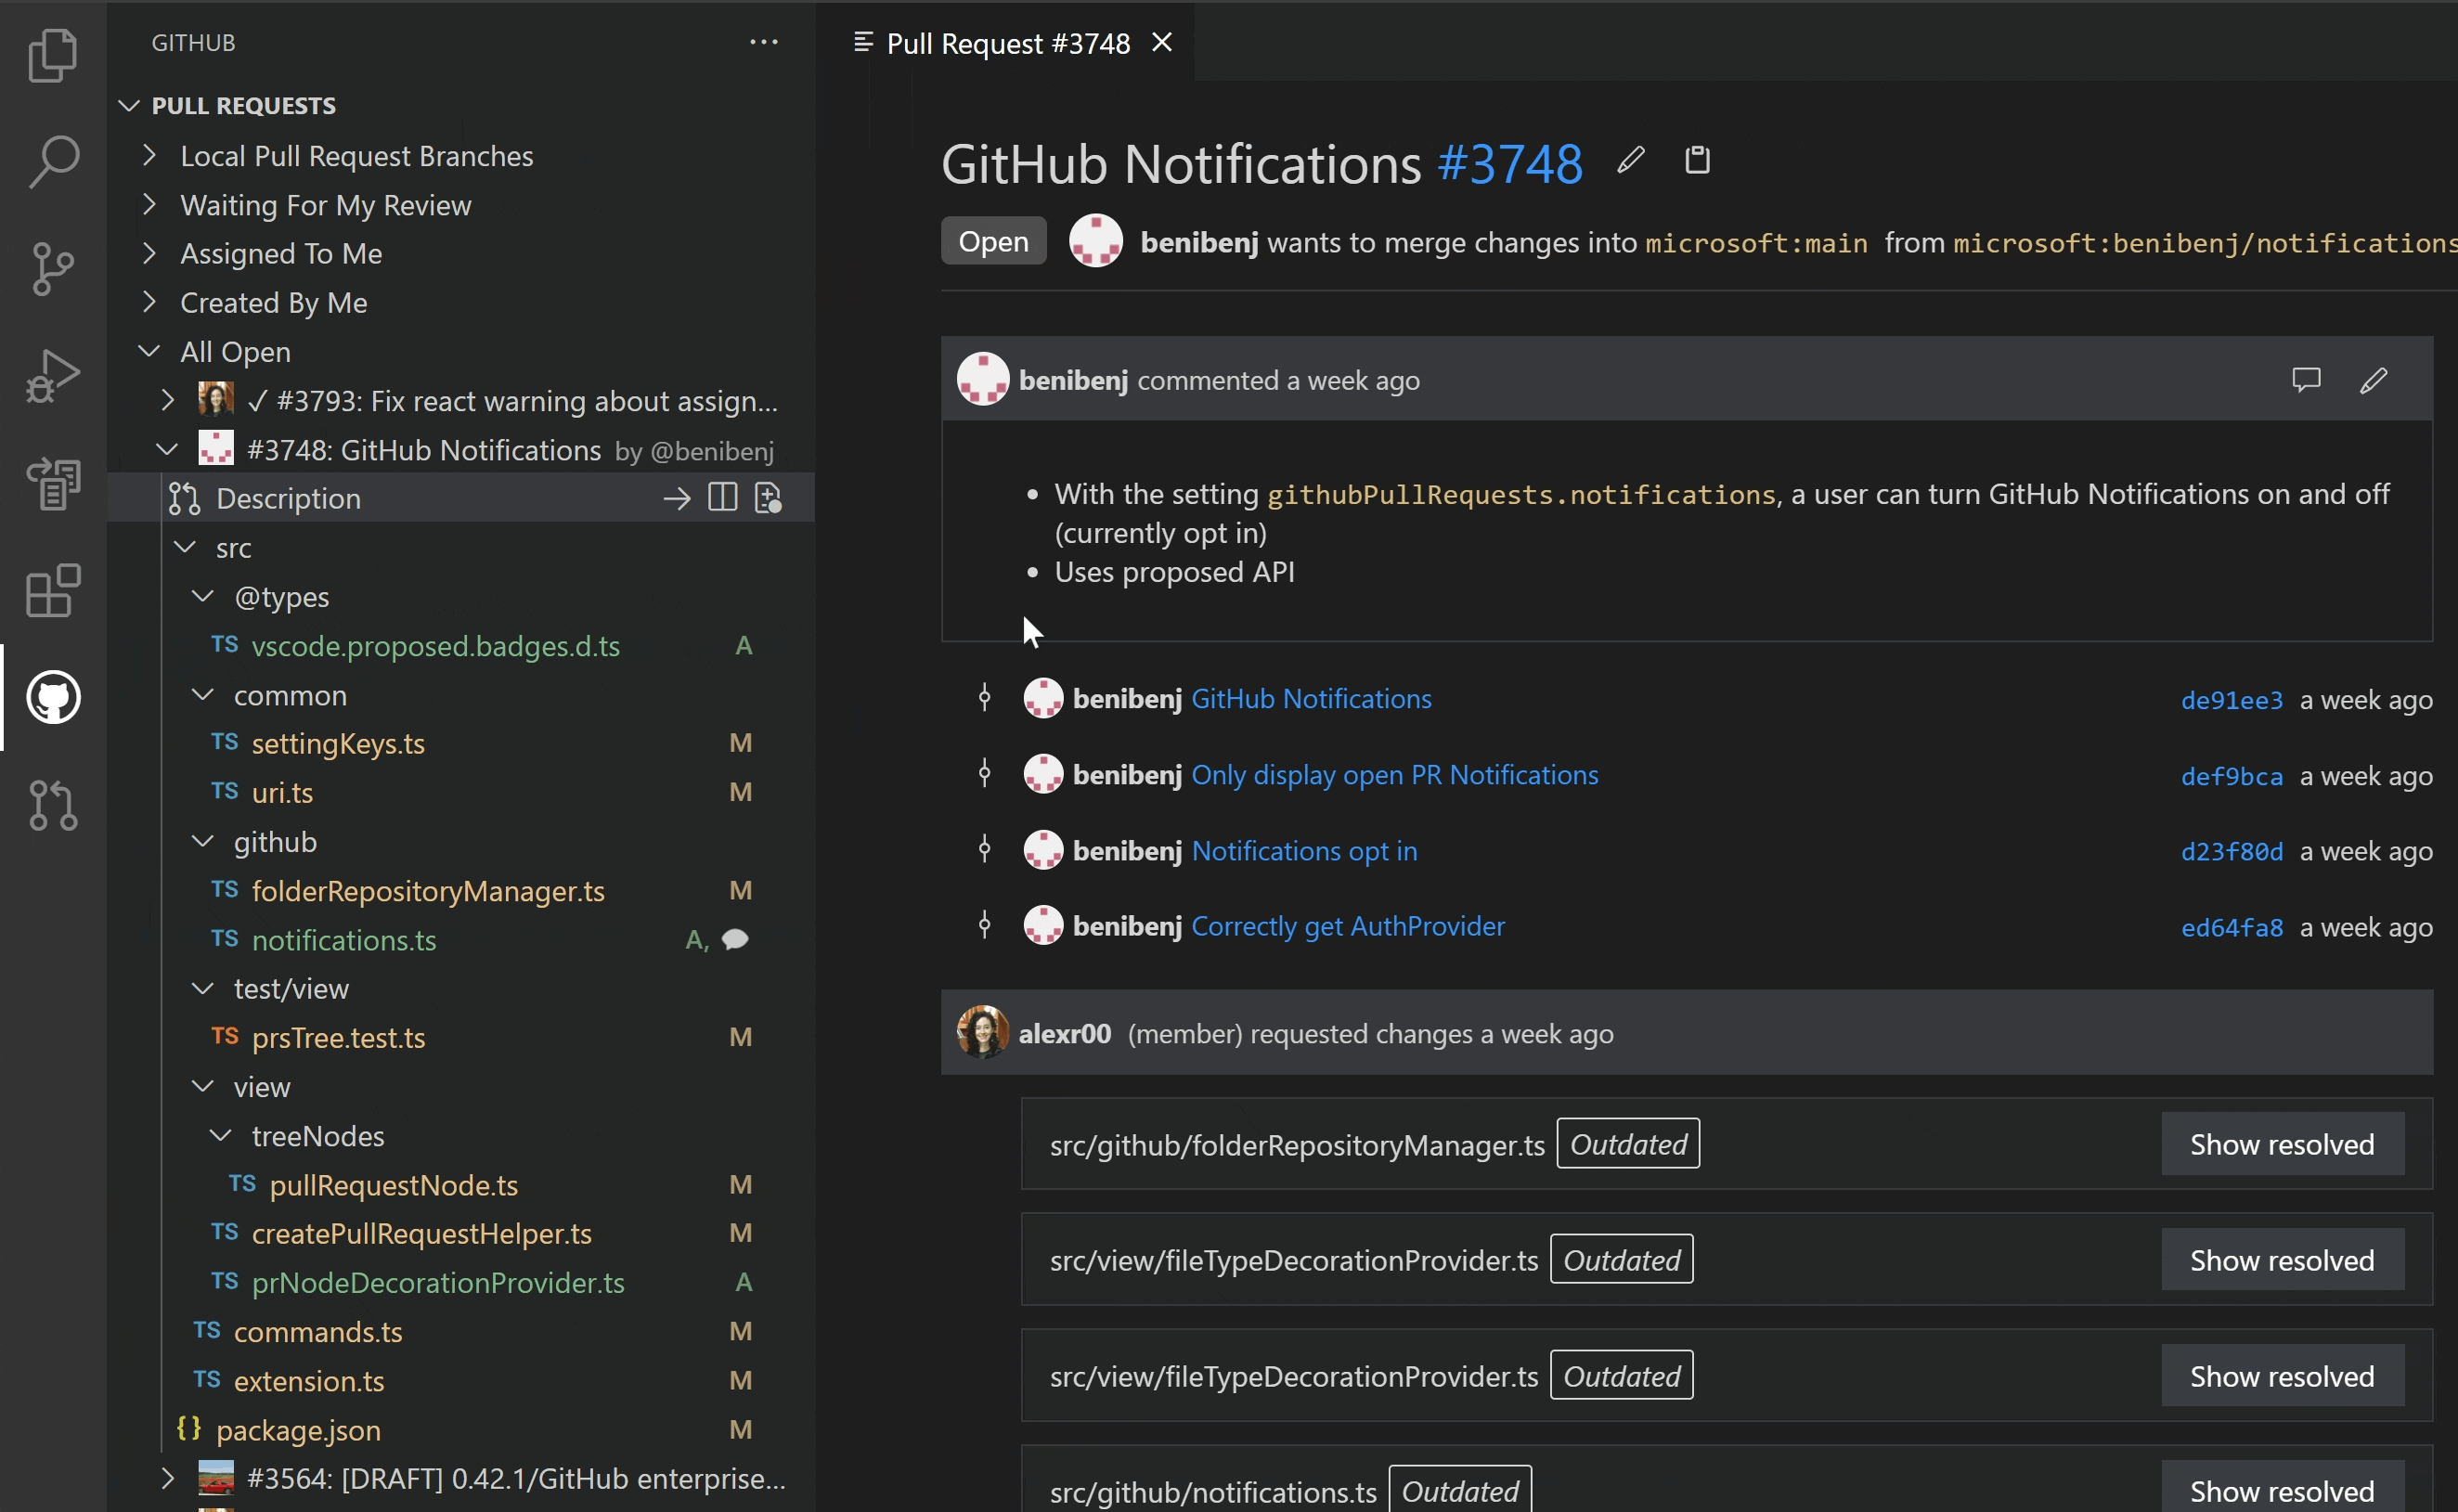 GITHUB
PULL REQUESTS
Local Pull Request Branches
Waiting For My Review
Assigned To Me
Created By Me
All Open
✓ #3793: Fix react warning about assign...
#3748: GitHub Notifications by @benibenj
Description
src
@types
TS vscode.proposed.badges.d.ts A
common
TS settingKeys.ts M
TS uri.ts M
github
TS folderRepositoryManager.ts M
TS notifications.ts A,
test/view
TS prsTree.test.ts M
view
treeNodes
TS pullRequestNode.ts M
TS createPullRequestHelper.ts M
TS prNodeDecorationProvider.ts A
TS commands.ts M
TS extension.ts M
{} package.json M
#3564: [DRAFT] 0.42.1/GitHub enterprise...
Pull Request #3748
GitHub Notifications #3748
Open benibenj wants to merge changes into microsoft:main from microsoft:benibenj/notifications
benibenj commented a week ago
• With the setting githubPullRequests.notifications, a user can turn GitHub Notifications on and off
(currently opt in)
• Uses proposed API
benibenj GitHub Notifications de91ee3 a week ago
benibenj Only display open PR Notifications def9bca a week ago
benibenj Notifications opt in d23f80d a week ago
benibenj Correctly get AuthProvider ed64fa8 a week ago
alexr00 (member) requested changes a week ago
src/github/folderRepositoryManager.ts Outdated Show resolved
src/view/fileTypeDecorationProvider.ts Outdated Show resolved
src/view/fileTypeDecorationProvider.ts Outdated Show resolved
src/github/notifications.ts Outdated Show resolved